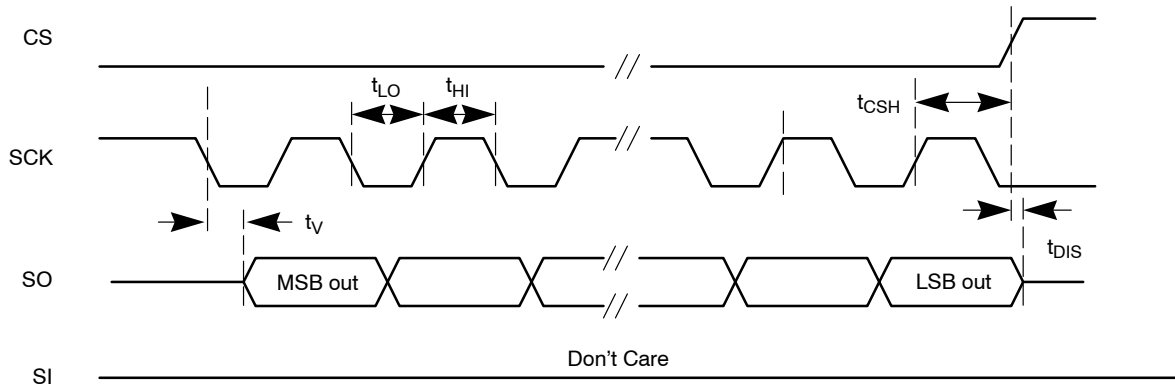 CS
//
tLO
tHI
tCSH
SCK
//
tV
tDIS
SO
MSB out
//
//
LSB out
Don't Care
SI